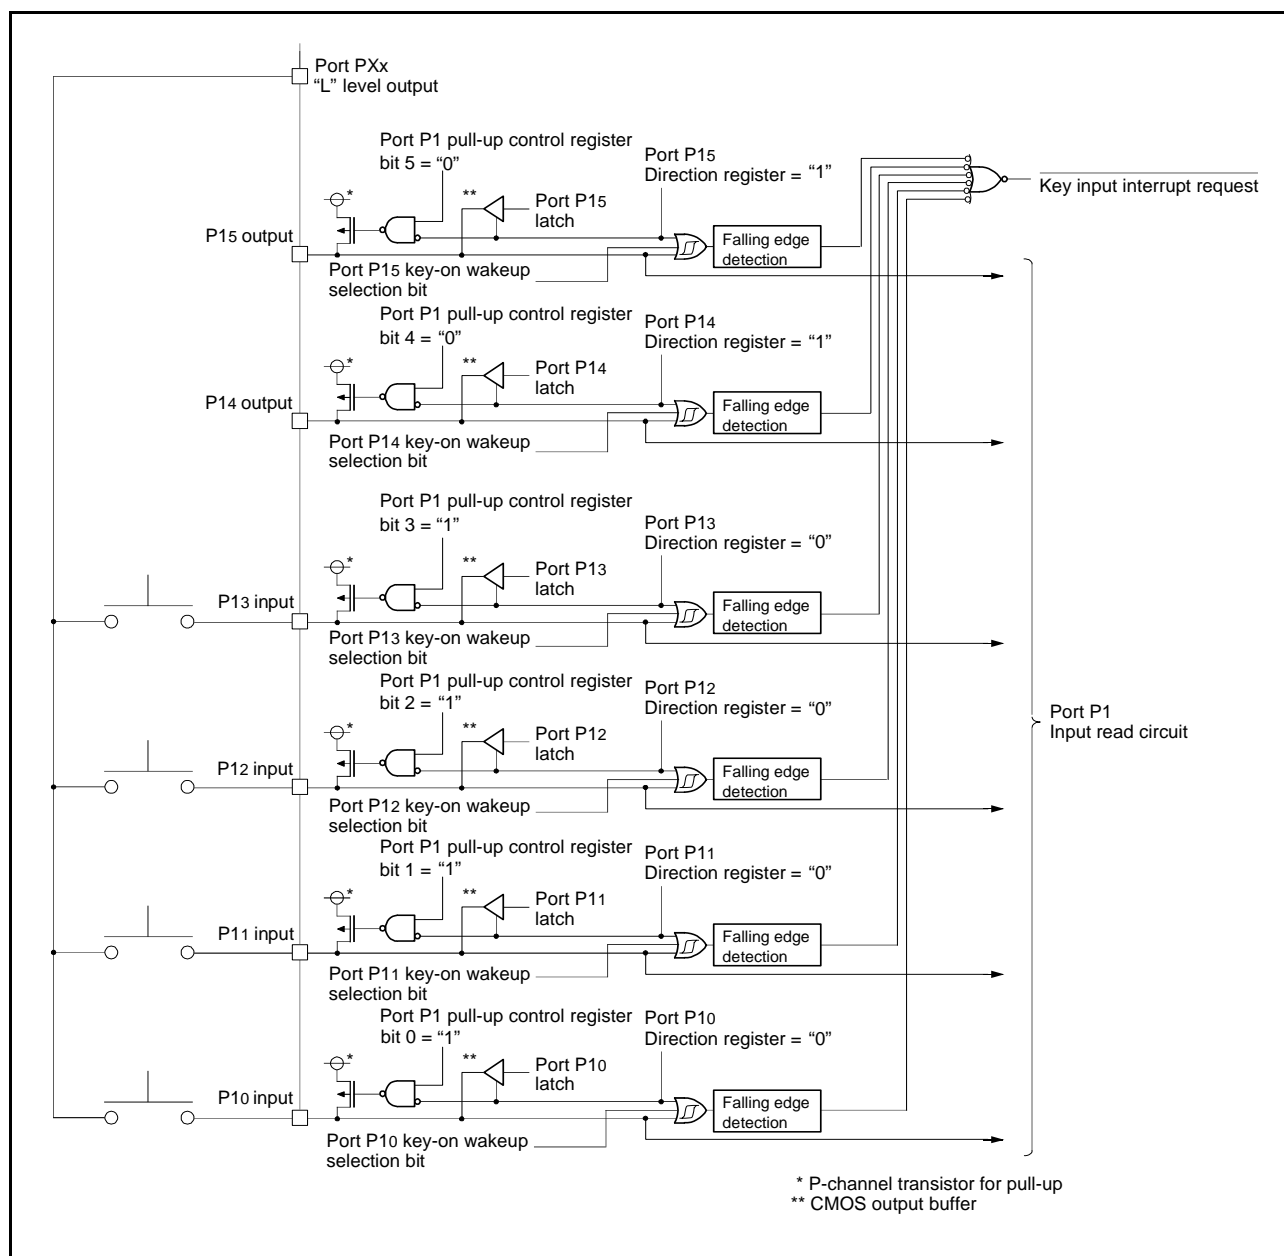 Port PXx
“L” level output
Port P1 pull-up control register
bit 5 = “0”
Port P15
Direction register = “1”
*
**
Port P15
latch
Key input interrupt request
P15 output
Falling edge
detection
Port P15 key-on wakeup
selection bit
Port P1 pull-up control register
bit 4 = “0”
Port P14
Direction register = “1”
*
**
Port P14
latch
P14 output
Falling edge
detection
Port P14 key-on wakeup
selection bit
Port P1 pull-up control register
bit 3 = “1”
Port P13
Direction register = “0”
*
**
Port P13
latch
P13 input
Falling edge
detection
Port P13 key-on wakeup
selection bit
Port P1 pull-up control register
bit 2 = “1”
Port P12
Direction register = “0”
*
**
Port P12
latch
Port P1
Input read circuit
P12 input
Falling edge
detection
Port P12 key-on wakeup
selection bit
Port P1 pull-up control register
bit 1 = “1”
Port P11
Direction register = “0”
*
**
Port P11
latch
P11 input
Falling edge
detection
Port P11 key-on wakeup
selection bit
Port P1 pull-up control register
bit 0 = “1”
Port P10
Direction register = “0”
*
**
Port P10
latch
P10 input
Falling edge
detection
Port P10 key-on wakeup
selection bit
* P-channel transistor for pull-up
** CMOS output buffer